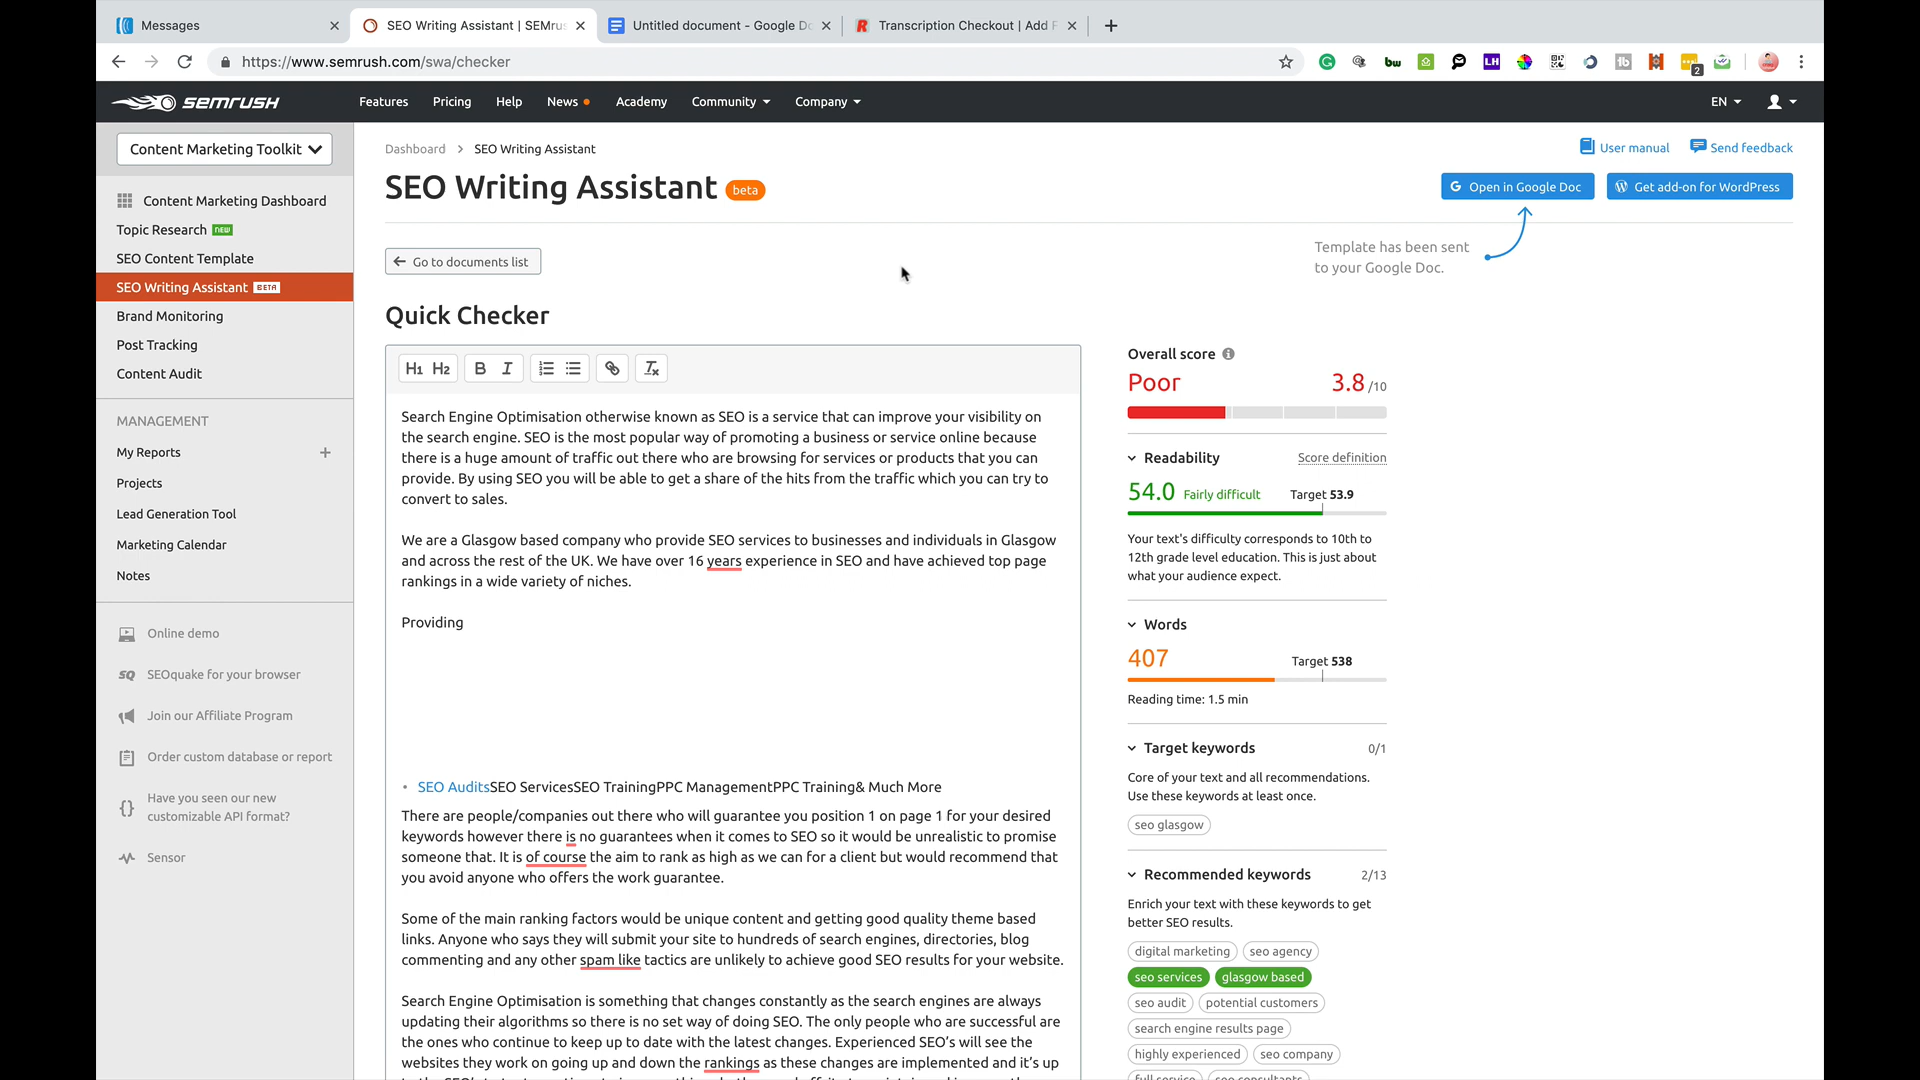 Messages
SEO Writing Assistant | SEMrus
Untitled document - Google Do
Transcription Checkout | Add F
https://www.semrush.com/swa/checker
bw
LH
2
SEMRUSH
Features
Pricing
Help
News
Academy
Community
Company
EN
Content Marketing Toolkit
Content Marketing Dashboard
Topic Research NEW
SEO Content Template
SEO Writing Assistant BETA
Brand Monitoring
Post Tracking
Content Audit
MANAGEMENT
My Reports +
Projects
Lead Generation Tool
Marketing Calendar
Notes
Online demo
SEOquake for your browser
Join our Affiliate Program
Order custom database or report
Have you seen our new
customizable API format?
Sensor
Dashboard > SEO Writing Assistant
User manual
Send feedback
SEO Writing Assistant beta
G Open in Google Doc
Get add-on for WordPress
Template has been sent
to your Google Doc.
Go to documents list
Quick Checker
H1 H2 B I
Search Engine Optimisation otherwise known as SEO is a service that can improve your visibility on
the search engine. SEO is the most popular way of promoting a business or service online because
there is a huge amount of traffic out there who are browsing for services or products that you can
provide. By using SEO you will be able to get a share of the hits from the traffic which you can try to
convert to sales.
We are a Glasgow based company who provide SEO services to businesses and individuals in Glasgow
and across the rest of the UK. We have over 16 years experience in SEO and have achieved top page
rankings in a wide variety of niches.
Providing
• SEO AuditsSEO ServicesSEO TrainingPPC ManagementPPC Training& Much More
There are people/companies out there who will guarantee you position 1 on page 1 for your desired
keywords however there is no guarantees when it comes to SEO so it would be unrealistic to promise
someone that. It is of course the aim to rank as high as we can for a client but would recommend that
you avoid anyone who offers the work guarantee.
Some of the main ranking factors would be unique content and getting good quality theme based
links. Anyone who says they will submit your site to hundreds of search engines, directories, blog
commenting and any other spam like tactics are unlikely to achieve good SEO results for your website.
Search Engine Optimisation is something that changes constantly as the search engines are always
updating their algorithms so there is no set way of doing SEO. The only people who are successful are
the ones who continue to keep up to date with the latest changes. Experienced SEO's will see the
websites they work on going up and down the rankings as these changes are implemented and it's up
Overall score
Poor 3.8 /10
Readability Score definition
54.0 Fairly difficult Target 53.9
Your text's difficulty corresponds to 10th to
12th grade level education. This is just about
what your audience expect.
Words
407 Target 538
Reading time: 1.5 min
Target keywords 0/1
Core of your text and all recommendations.
Use these keywords at least once.
seo glasgow
Recommended keywords 2/13
Enrich your text with these keywords to get
better SEO results.
digital marketing seo agency
seo services glasgow based
seo audit potential customers
search engine results page
highly experienced seo company
full service seo consultants